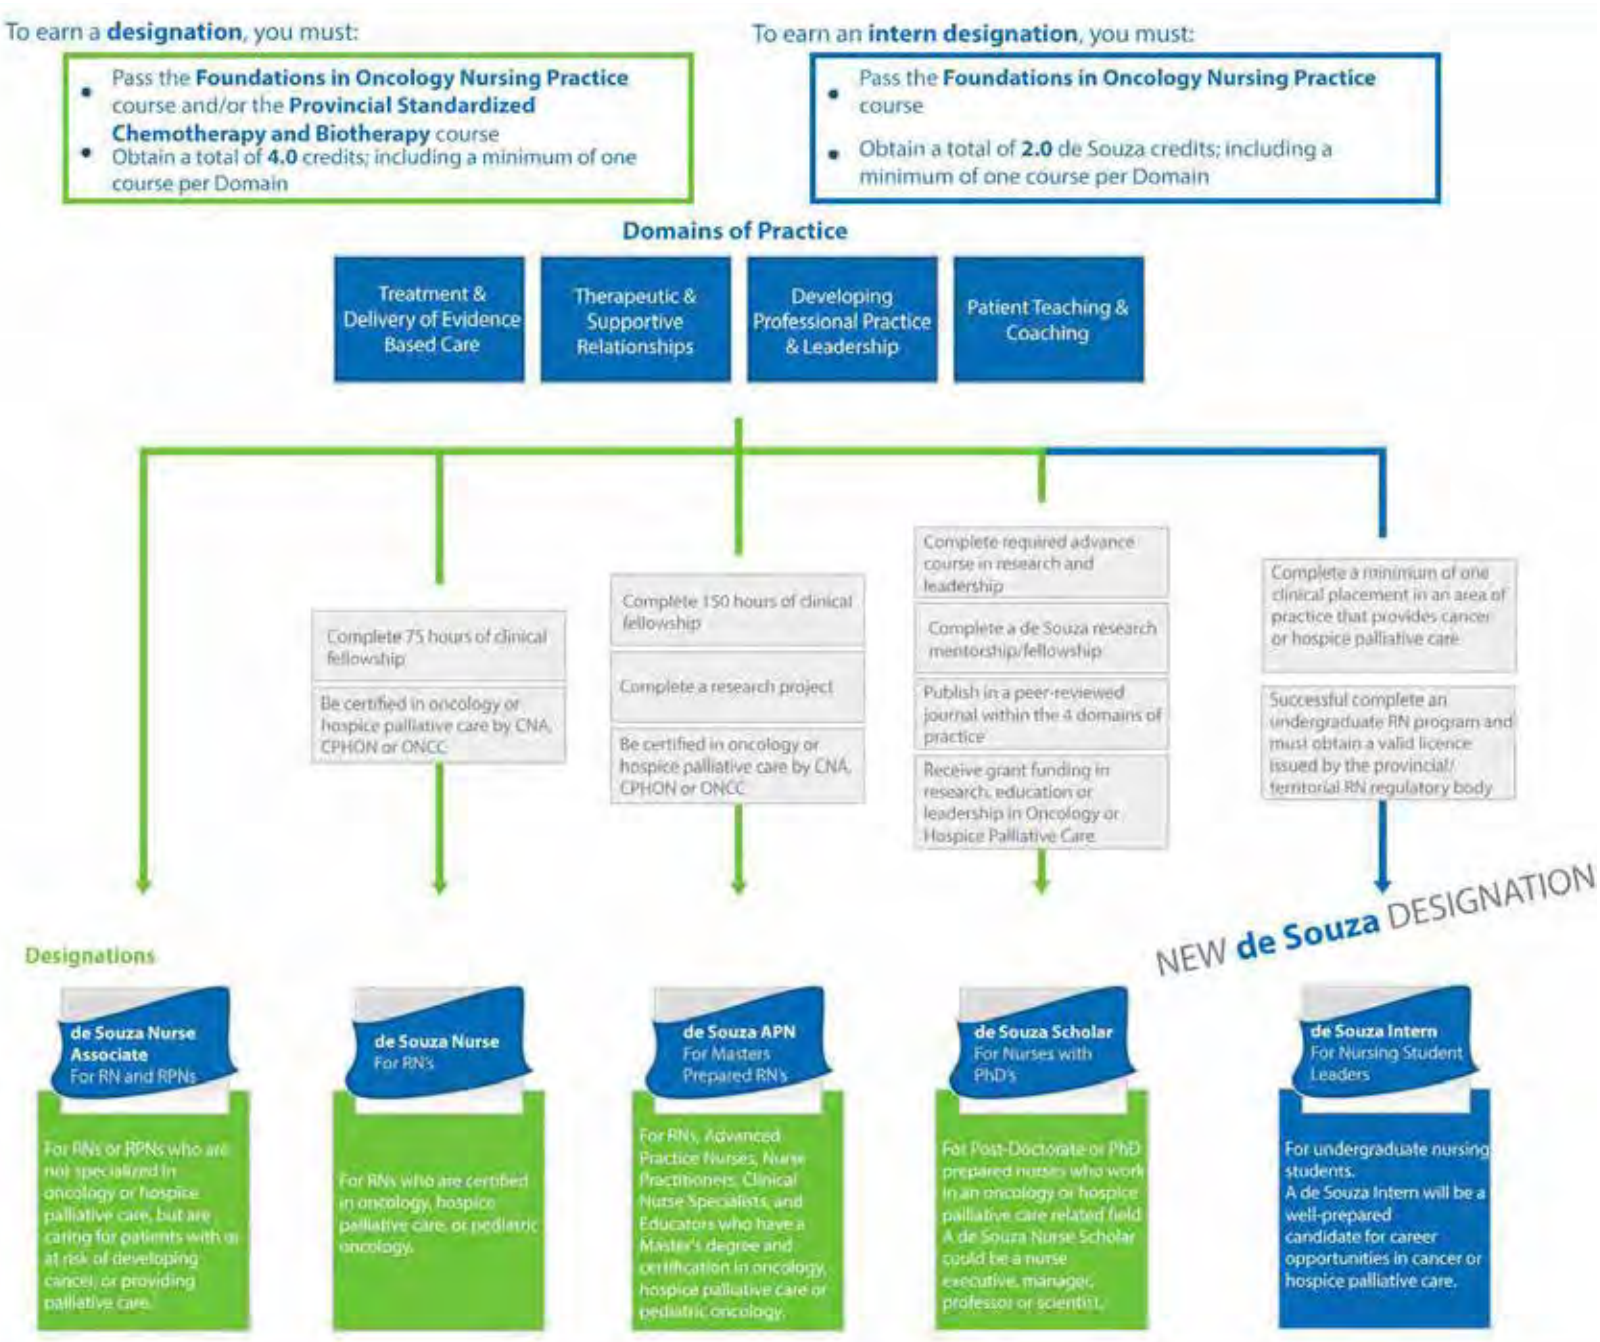 To earn a designation, you must:
Pass the Foundations in Oncology Nursing Practice
course and/or the Provincial Standardized
Chemotherapy and Biotherapy course
Obtain a total of 4.0 credits; including a minimum of one
course per Domain
To earn an intern designation, you must:
Pass the Foundations in Oncology Nursing Practice
course
Obtain a total of 2.0 de Souza credits; including a
minimum of one course per Domain
Domains of Practice
Treatment &
Delivery of Evidence
Based Care
Therapeutic &
Supportive
Relationships
Developing
Professional Practice
& Leadership
Patient Teaching &
Coaching
Complete 75 hours of clinical
fellowship
Be certified in oncology or
hospice palliative care by CNA,
CPHON or ONCC
Complete 150 hours of clinical
fellowship
Complete a research project
Be certified in oncology or
hospice palliative care by CNA,
CPHON or ONCC
Complete required advance
course in research and
leadership
Complete a de Souza research
mentorship/fellowship
Publish in a peer-reviewed
journal within the 4 domains of
practice
Receive grant funding in
research, education or
leadership in Oncology or
Hospice Palliative Care
Complete a minimum of one
clinical placement in an area of
practice that provides cancer
or hospice palliative care
Successful complete an
undergraduate RN program and
must obtain a valid licence
issued by the provincial/
territorial RN regulatory body
NEW de Souza DESIGNATION
Designations
de Souza Nurse
Associate
For RN and RPNs
For RNs or RPNs who are
not specialized in
oncology or hospice
palliative care, but are
caring for patients with or
at risk of developing
cancer, or providing
palliative care.
de Souza Nurse
For RN's
For RNs who are certified
in oncology, hospice
palliative care, or pediatric
oncology.
de Souza APN
For Masters
Prepared RN's
For RNs, Advanced
Practice Nurses, Nurse
Practitioners, Clinical
Nurse Specialists, and
Educators who have a
Master's degree and
certification in oncology,
hospice palliative care or
pediatric oncology.
de Souza Scholar
For Nurses with
PhD's
For Post-Doctorate or PhD
prepared nurses who work
in an oncology or hospice
palliative care related field
A de Souza Nurse Scholar
could be a nurse
executive, manager,
professor or scientist.
de Souza Intern
For Nursing Student
Leaders
For undergraduate nursing
students.
A de Souza Intern will be a
well-prepared
candidate for career
opportunities in cancer or
hospice palliative care.